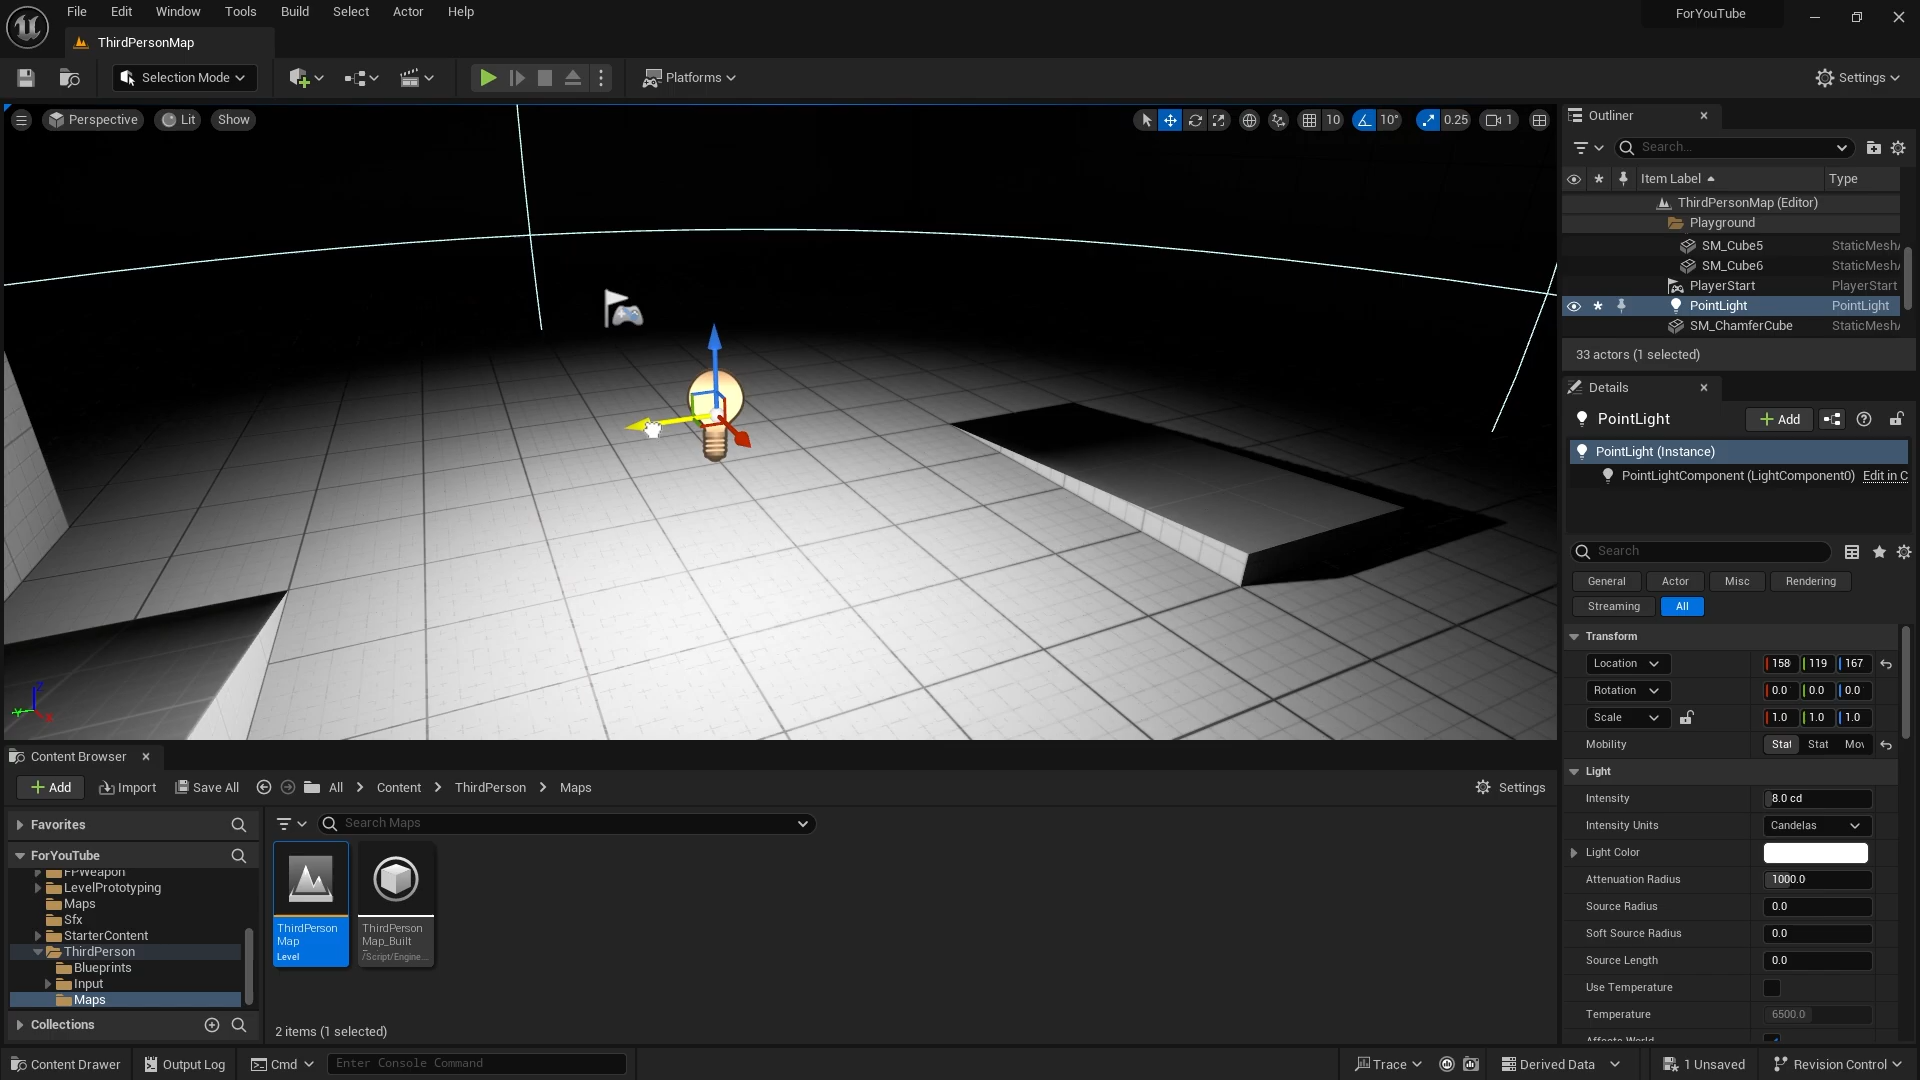 File Edit Window Tools Build Select Actor Help
ForYouTube
ThirdPersonMap
Selection Mode
Platforms
Settings
Perspective Lit Show
10 10° 0.25 1
Outliner
Search...
Item Label Type
ThirdPersonMap (Editor)
Playground
SM_Cube5 StaticMesh
SM_Cube6 StaticMesh
PlayerStart PlayerStart
PointLight PointLight
SM_ChamferCube StaticMesh
33 actors (1 selected)
Details
PointLight Add
PointLight (Instance)
PointLightComponent (LightComponent0) Edit in C
Search
General Actor Misc Rendering
Streaming All
Transform
Location 158 119 167
Rotation 0.0 0.0 0.0
Scale 1.0 1.0 1.0
Mobility Stat Stat Mov
Light
Intensity 8.0 cd
Intensity Units Candelas
Light Color
Attenuation Radius 1000.0
Source Radius 0.0
Soft Source Radius 0.0
Source Length 0.0
Use Temperature
Temperature 6500.0
Affects World
Z
Y
X
Content Browser
Add Import Save All All Content ThirdPerson Maps Settings
Favorites
Search Maps
ForYouTube
FPWeapon
LevelPrototyping
Maps
Sfx
StarterContent
ThirdPerson
Blueprints
Input
Maps
Collections
ThirdPerson
Map
Level
ThirdPerson
Map_Built
/Script/Engine...
2 items (1 selected)
Content Drawer Output Log Cmd Enter Console Command Trace Derived Data 1 Unsaved Revision Control